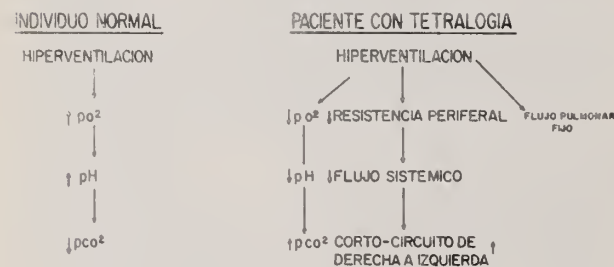 INDIVIDUO NORMAL
HIPERVENTILACION
↑ po²
↑ pH
↓pco²
PACIENTE CON TETRALOGIA
HIPERVENTILACION
↓po² ↓RESISTENCIA PERIFERAL FLUJO PULMONAR
FIJO
↓pH ↓FLUJO SISTEMICO
↑pco² CORTO-CIRCUITO DE ↑
DERECHA A IZQUIERDA